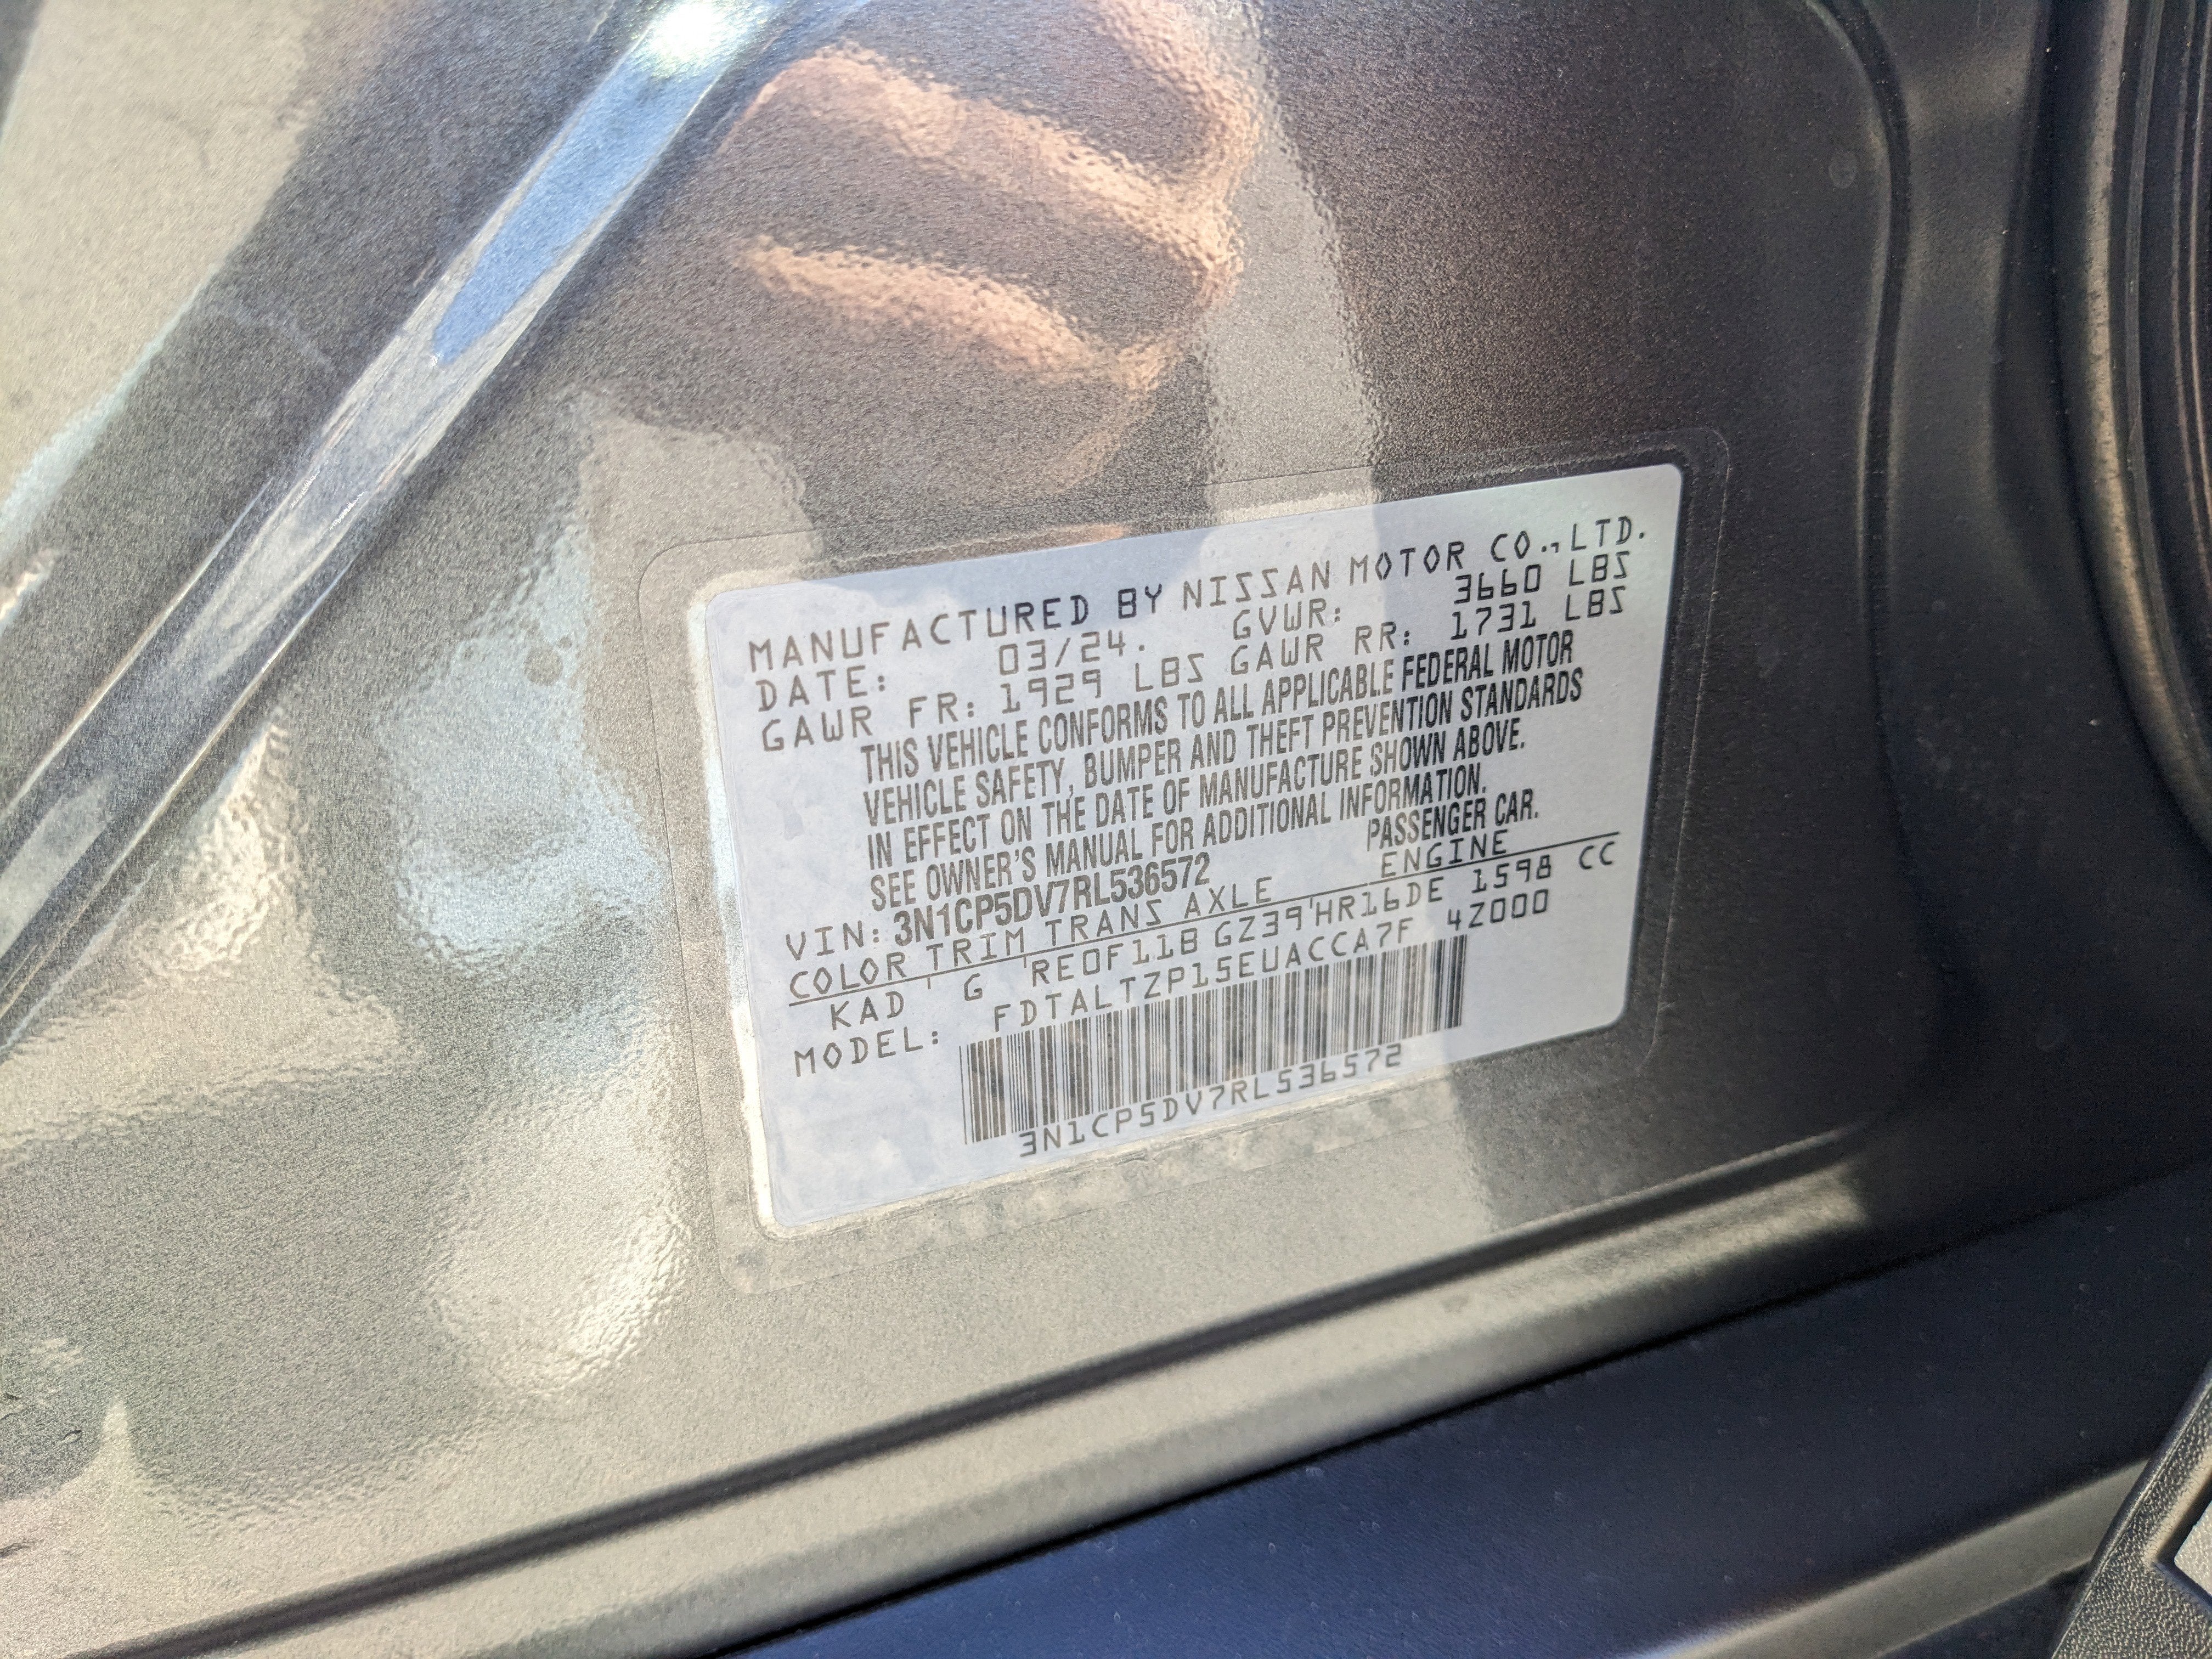 MANUFACTURED BY NISSAN MOTOR CO.,LTD.
DATE: 03/24. GVWR: 3660 LBS
GAWR FR: 1929 LBS GAWR RR: 1731 LBS
THIS VEHICLE CONFORMS TO ALL APPLICABLE FEDERAL MOTOR
VEHICLE SAFETY, BUMPER AND THEFT PREVENTION STANDARDS
IN EFFECT ON THE DATE OF MANUFACTURE SHOWN ABOVE.
SEE OWNER'S MANUAL FOR ADDITIONAL INFORMATION.
VIN: 3N1CP5DV7RL536572 PASSENGER CAR.
COLOR TRIM TRANS AXLE ENGINE
KAD ' G 'RE0F11B GZ39'HR16DE 1598 CC
MODEL: FDTALTZP15EUACCA7F 4Z000
3N1CP5DV7RL536572